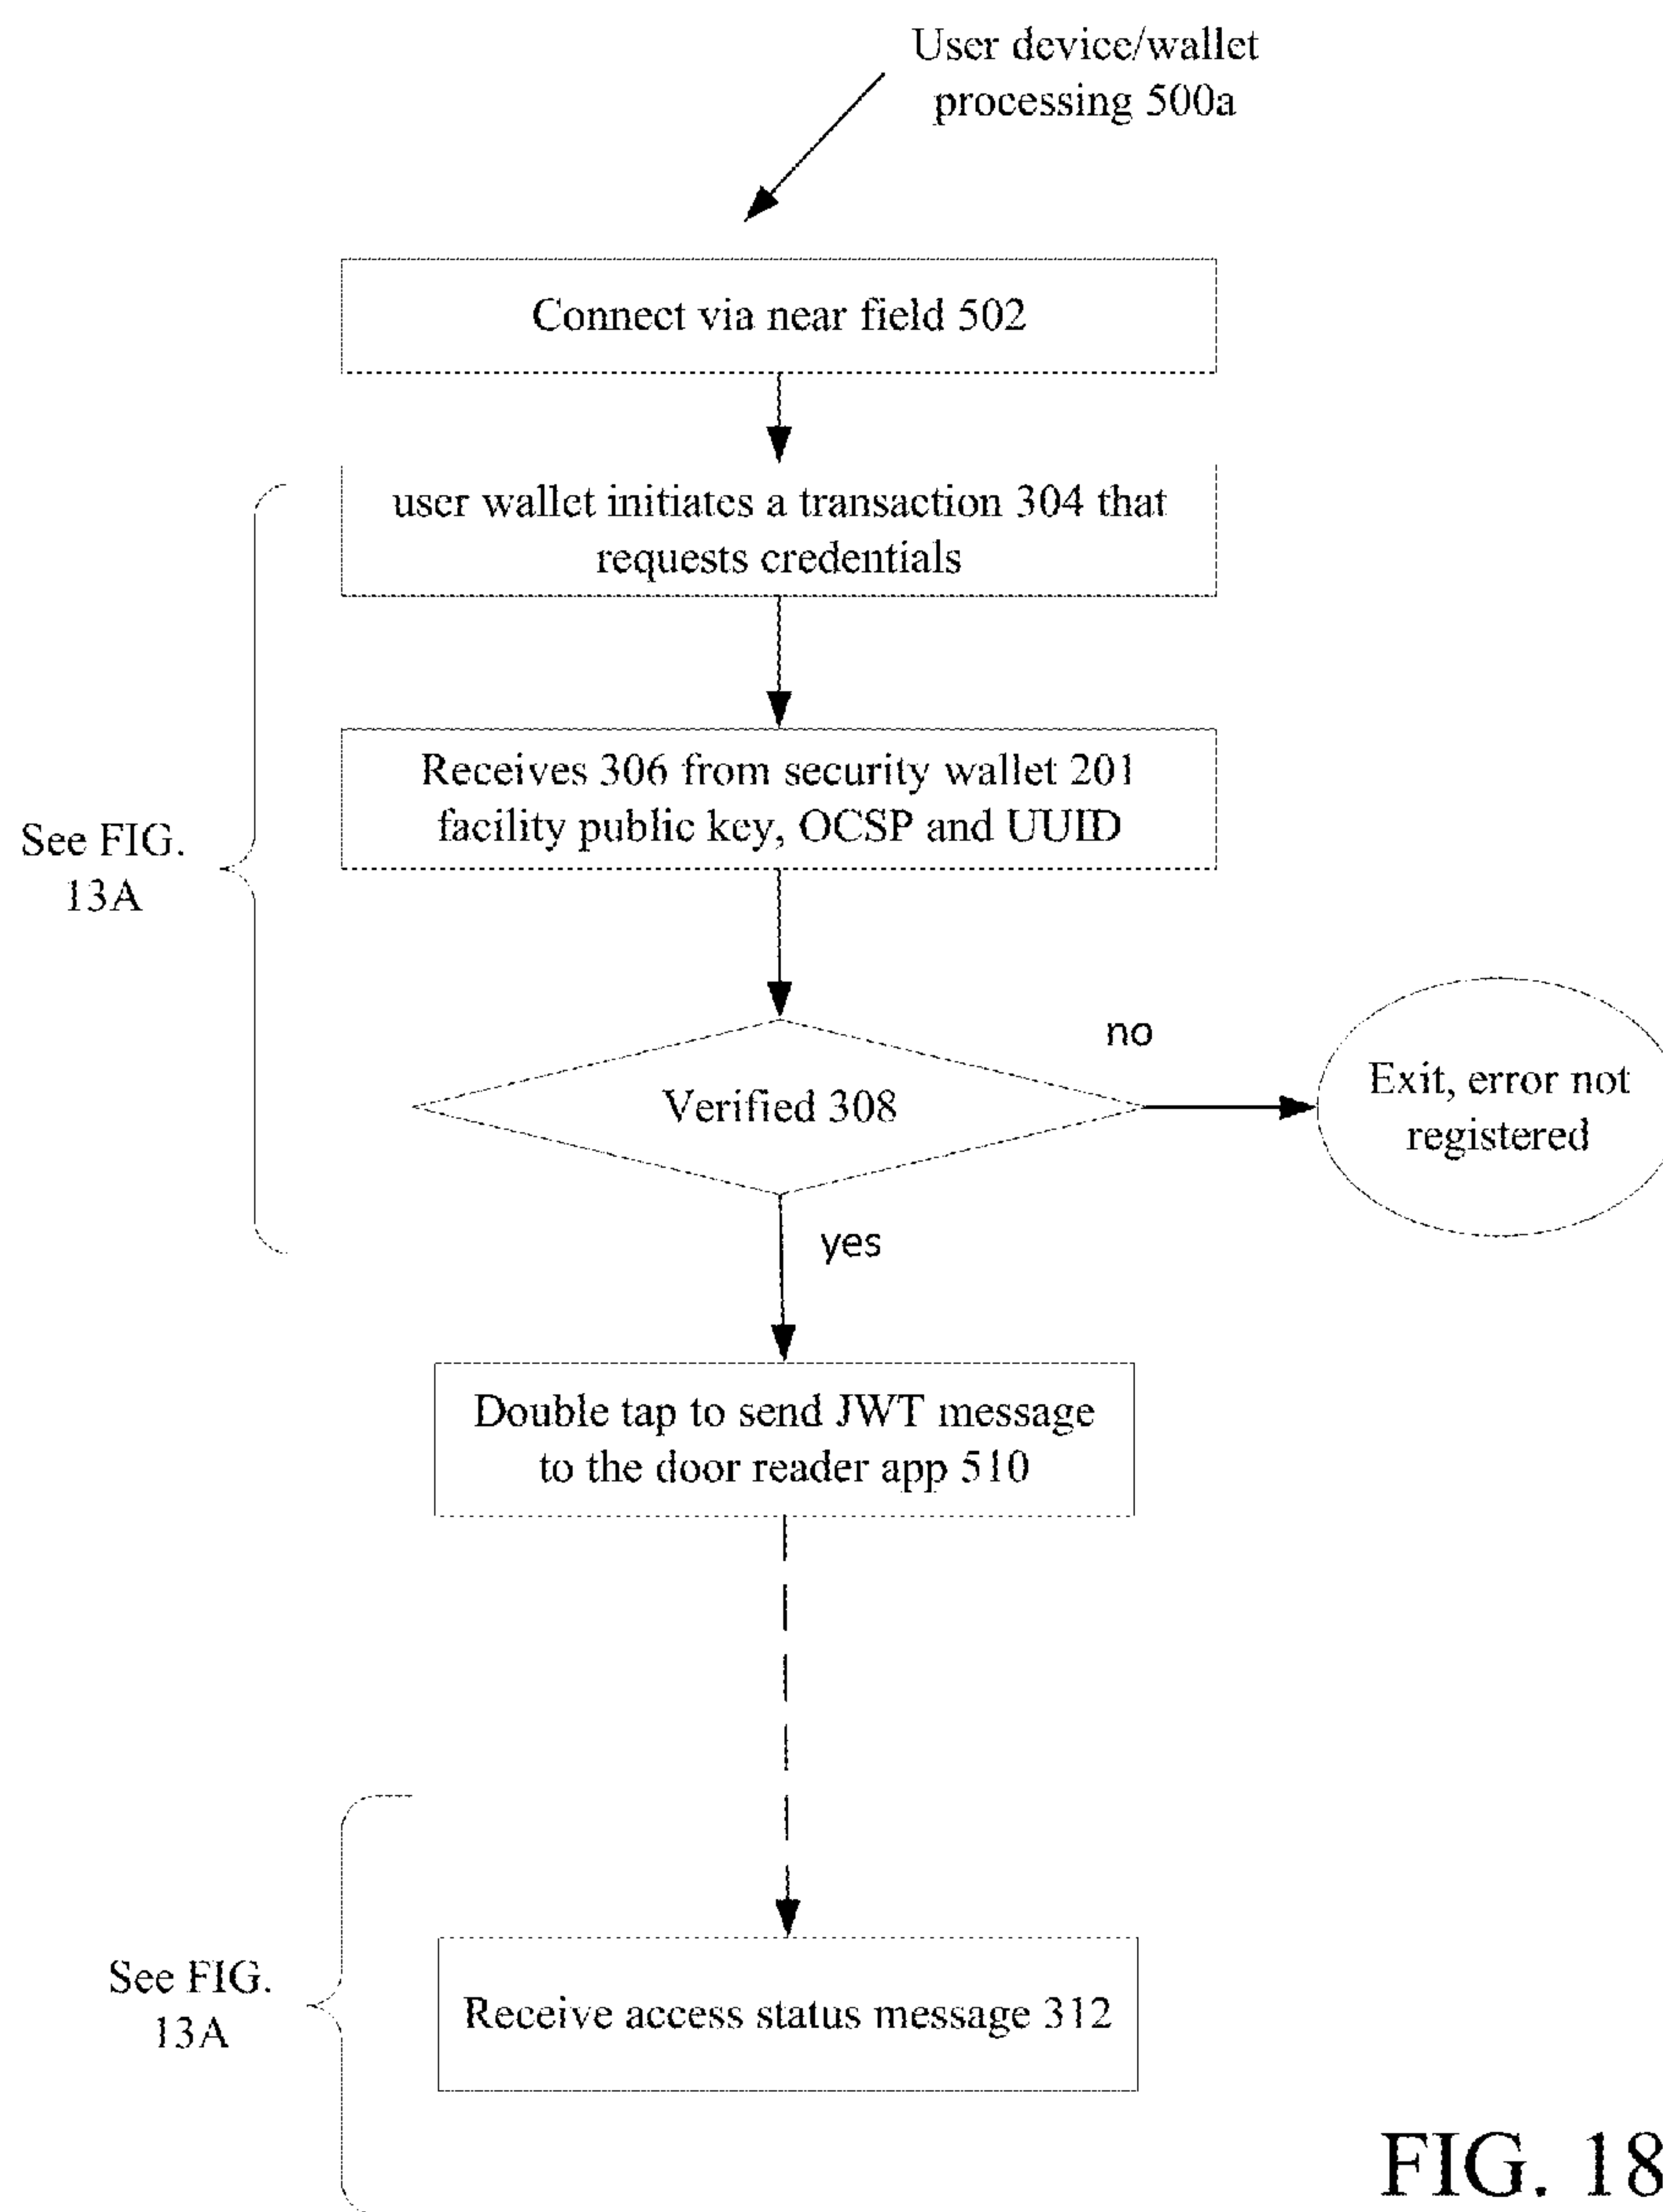 User device/wallet
processing 500a
Connect via near field 502
user wallet initiates a transaction 304 that
requests credentials
Receives 306 from security wallet 201
facility public key, OCSP and UUID
See FIG.
13A
Verified 308
no
Exit, error not
registered
yes
Double tap to send JWT message
to the door reader app 510
See FIG.
13A
Receive access status message 312
FIG. 18